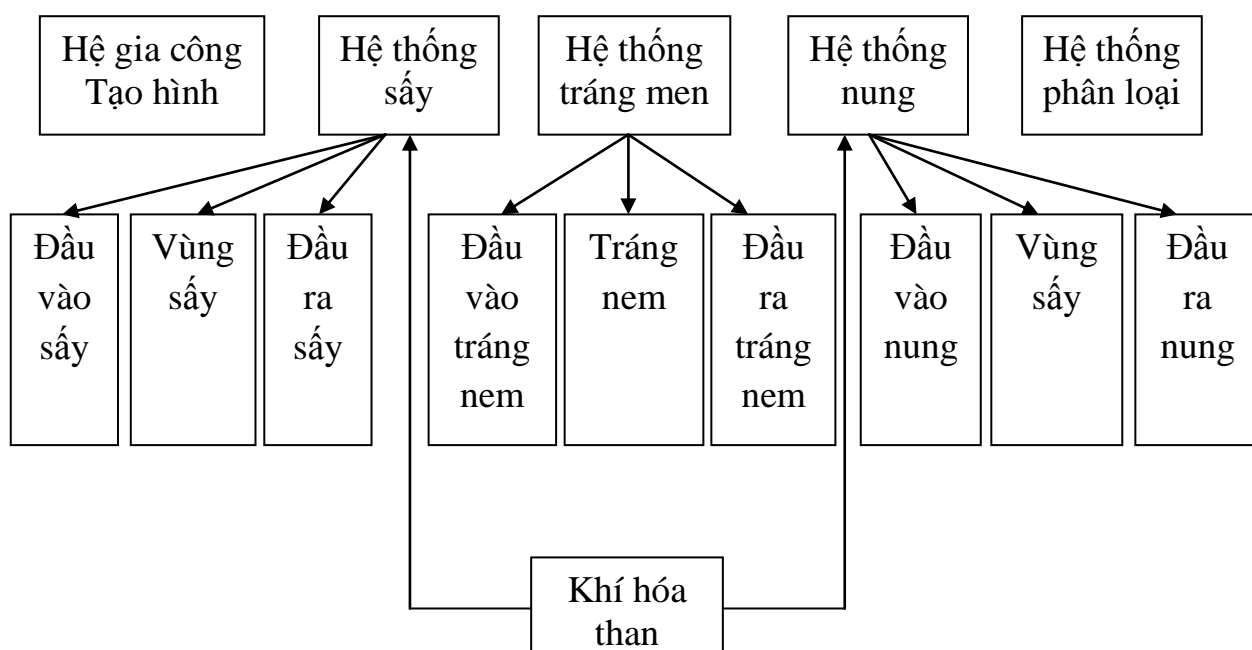 Hệ gia công
Tạo hình
Hệ thống
sấy
Hệ thống
tráng men
Hệ thống
nung
Hệ thống
phân loại
Đầu
vào
sấy
Vùng
sấy
Đầu
ra
sấy
Đầu
vào
tráng
nem
Tráng
nem
Đầu
ra
tráng
nem
Đầu
vào
nung
Vùng
sấy
Đầu
ra
nung
Khí hóa
than